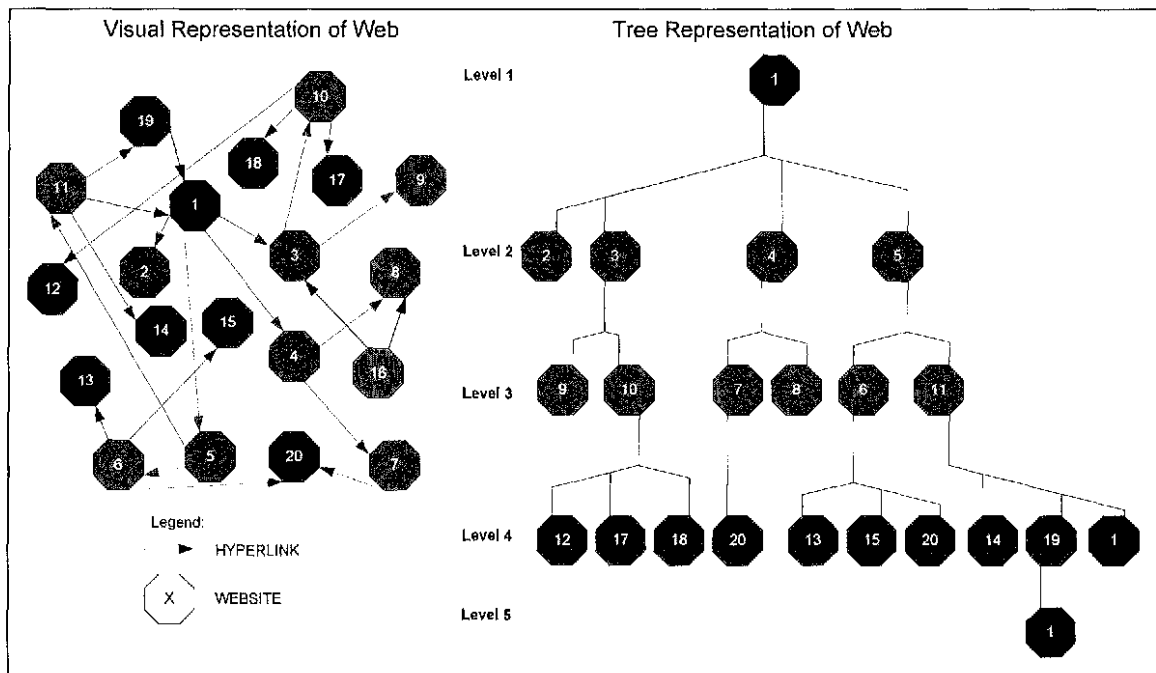 Visual Representation of Web
10
19
18
17
9
11
1
3
2
8
12
14
15
4
16
13
6
5
20
7
Legend:
HYPERLINK
X
WEBSITE
Tree Representation of Web
Level 1
1
Level 2
2 3 4 5
Level 3
9 10 7 8 6 11
Level 4
12 17 18 20 13 15 20 14 19 1
Level 5
1